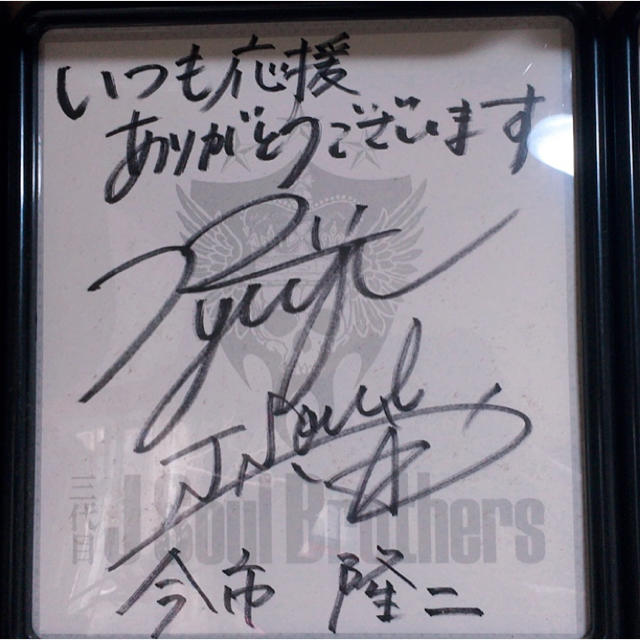 いつも応援
ありがとうございます
Ryuji
J Soul
三代目
J Soul Brothers
今市 隆二